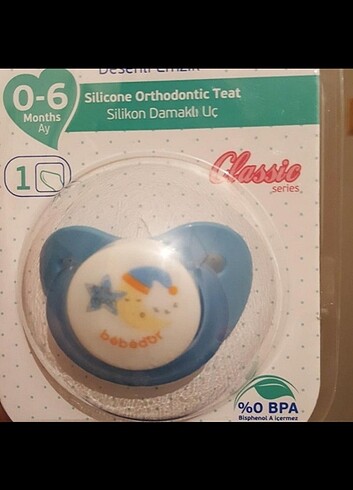 Desenli Emzik
0-6
Months
Ay
Silicone Orthodontic Teat
Silikon Damaklı Uç
1
Classic
series
bebedor
%0 BPA
Bisphenol A içermez